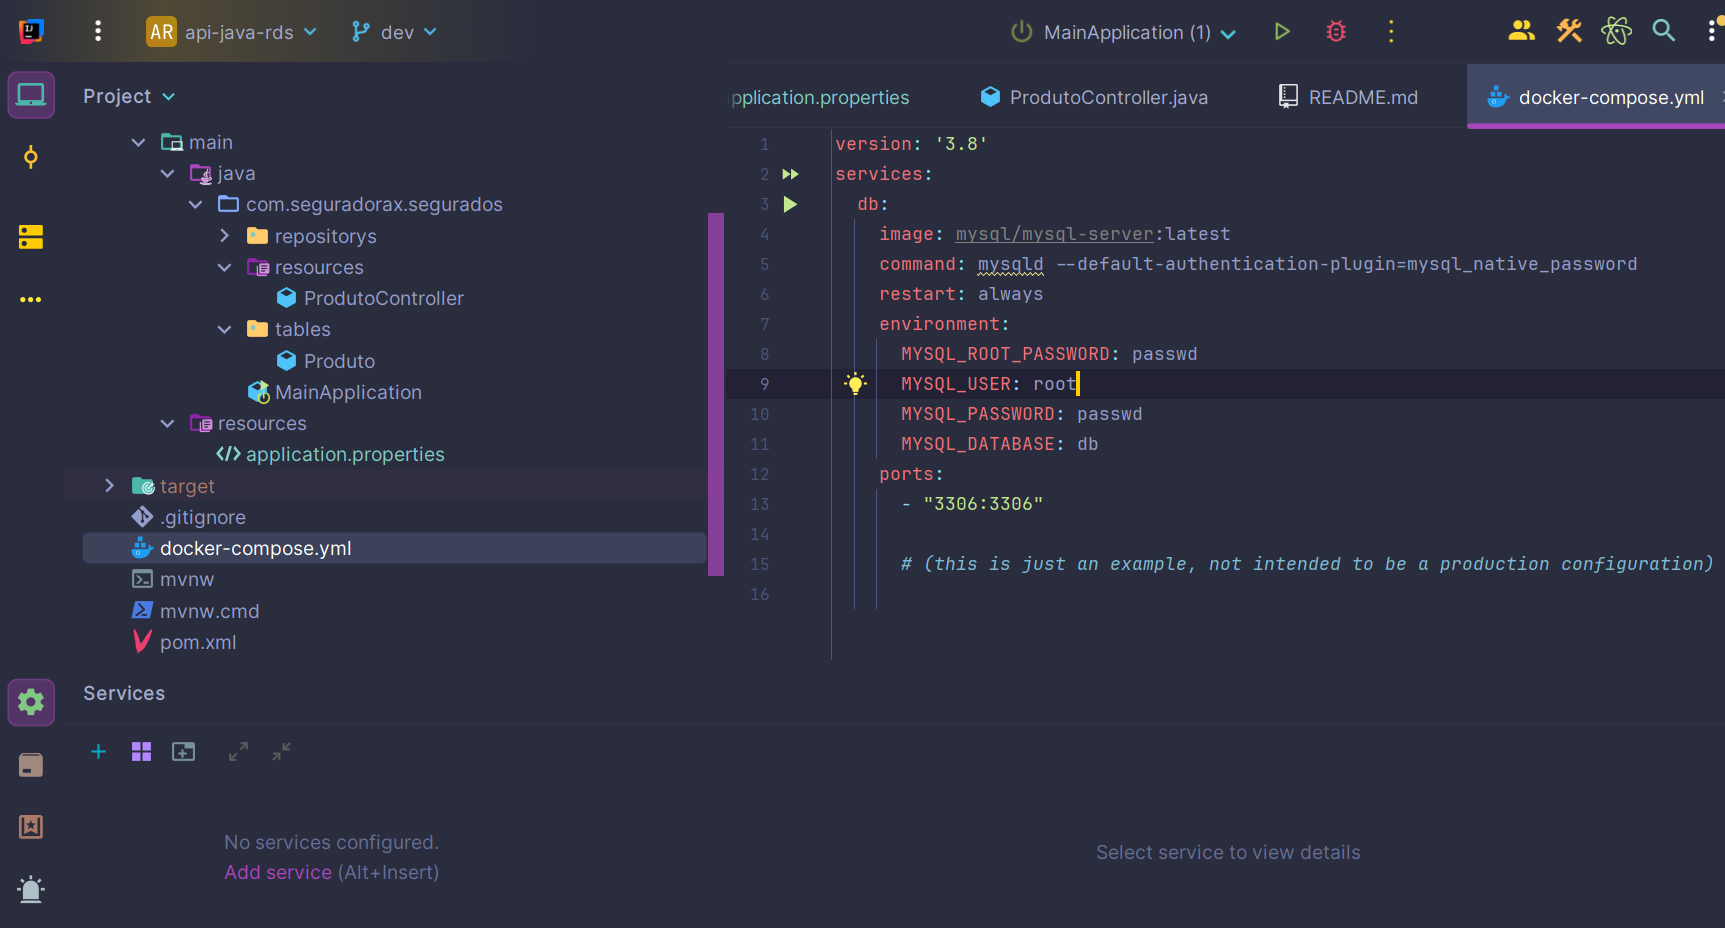 AR api-java-rds dev MainApplication (1)
Project
main
java
com.seguradorax.segurados
repositorys
resources
ProdutoController
tables
Produto
MainApplication
resources
application.properties
target
.gitignore
docker-compose.yml
mvnw
mvnw.cmd
pom.xml
pplication.properties ProdutoController.java README.md docker-compose.yml
1 version: '3.8'
2 services:
3 db:
4 image: mysql/mysql-server:latest
5 command: mysqld --default-authentication-plugin=mysql_native_password
6 restart: always
7 environment:
8 MYSQL_ROOT_PASSWORD: passwd
9 MYSQL_USER: root
10 MYSQL_PASSWORD: passwd
11 MYSQL_DATABASE: db
12 ports:
13 - "3306:3306"
14
15 # (this is just an example, not intended to be a production configuration)
16
Services
No services configured.
Add service (Alt+Insert)
Select service to view details